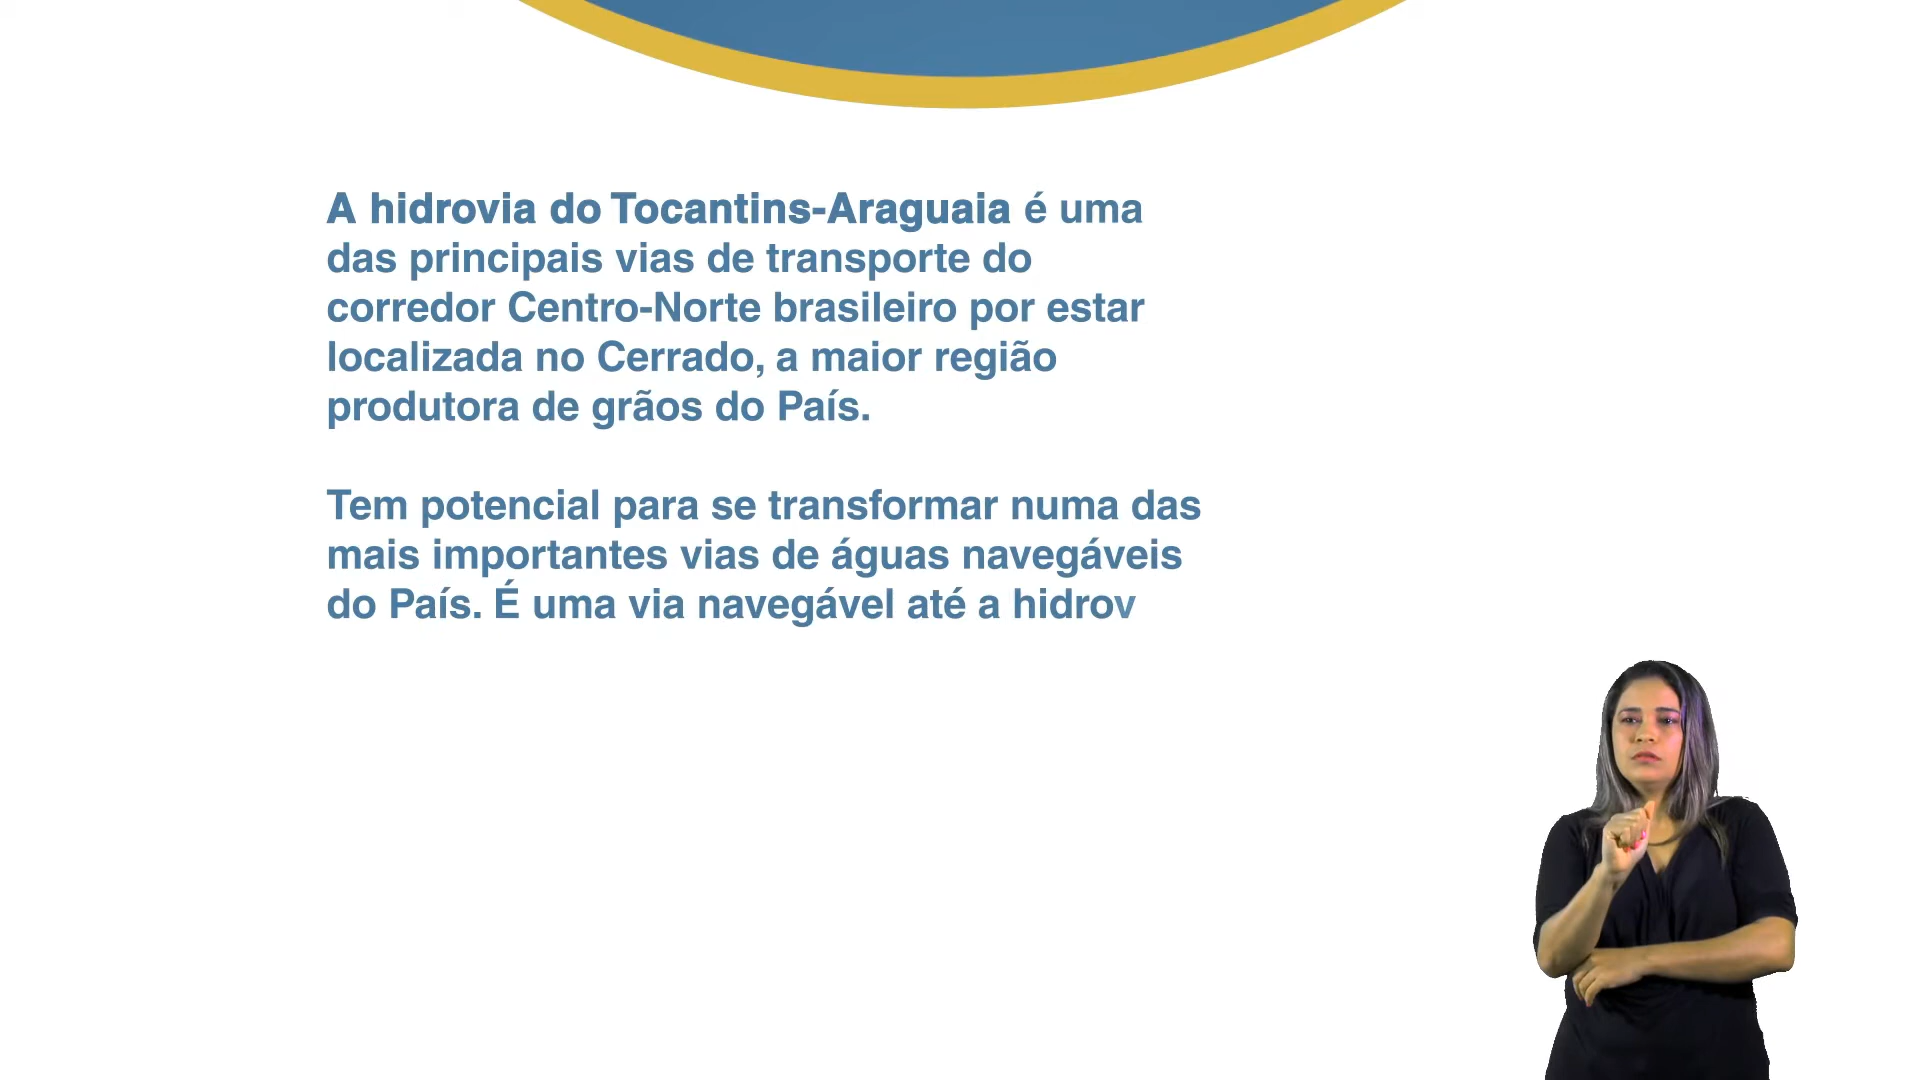 A hidrovia do Tocantins-Araguaia é uma
das principais vias de transporte do
corredor Centro-Norte brasileiro por estar
localizada no Cerrado, a maior região
produtora de grãos do País.
Tem potencial para se transformar numa das
mais importantes vias de águas navegáveis
do País. É uma via navegável até a hidrov